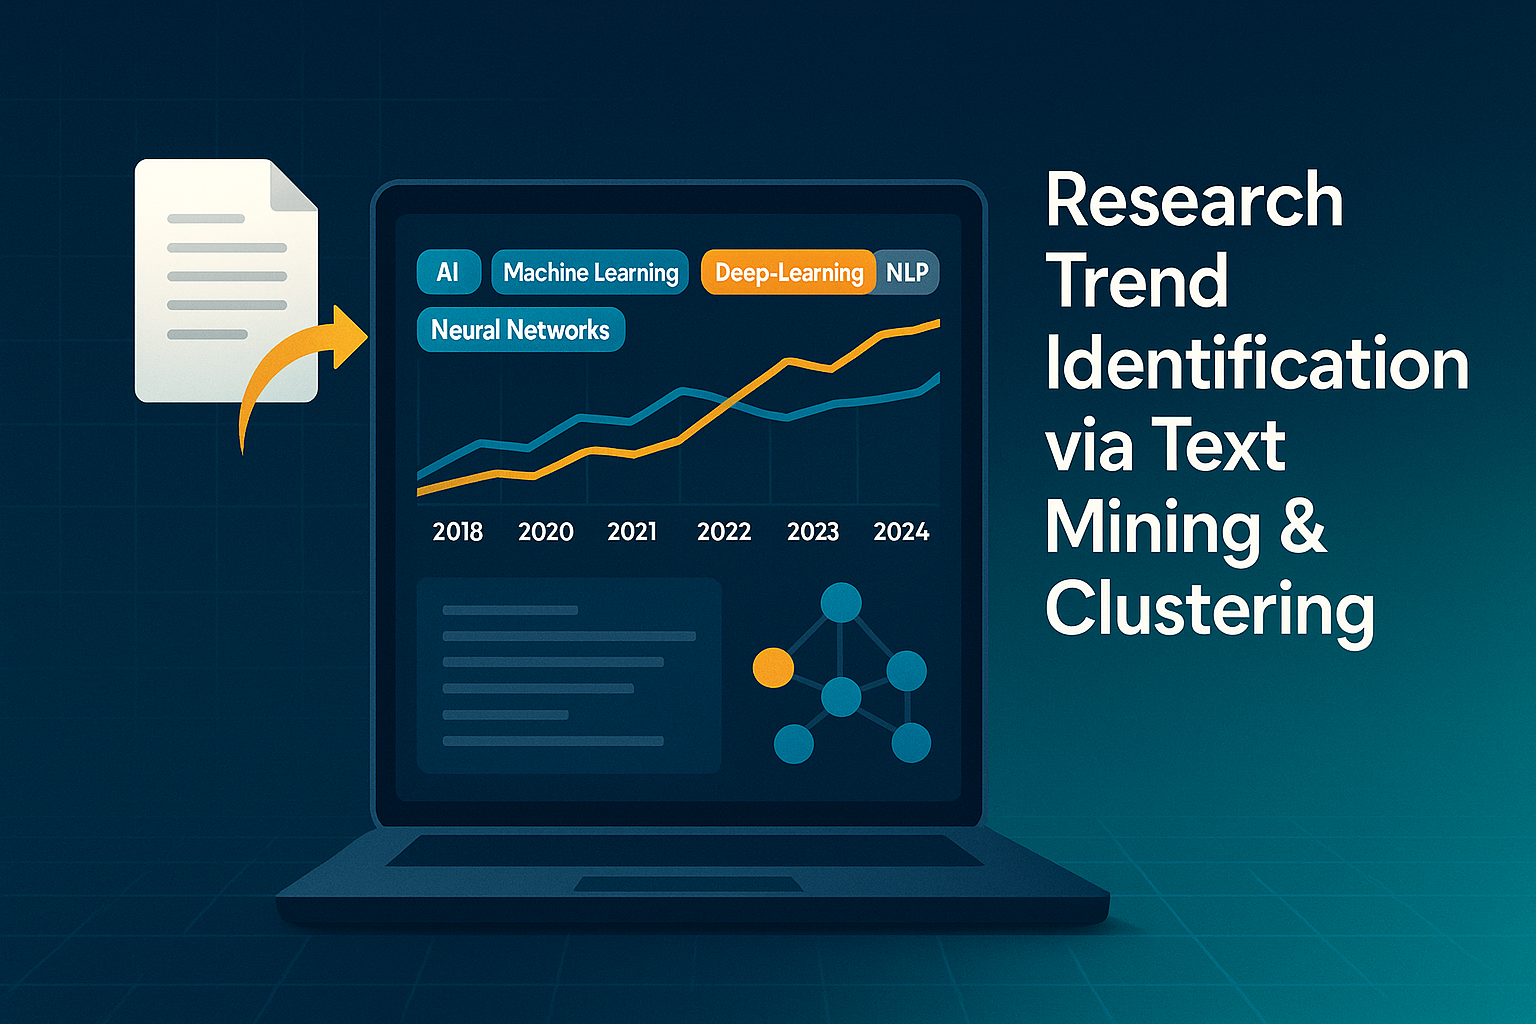 AI Machine Learning Deep-Learning NLP
Neural Networks
2018 2020 2021 2022 2023 2024
Research
Trend
Identification
via Text
Mining &
Clustering